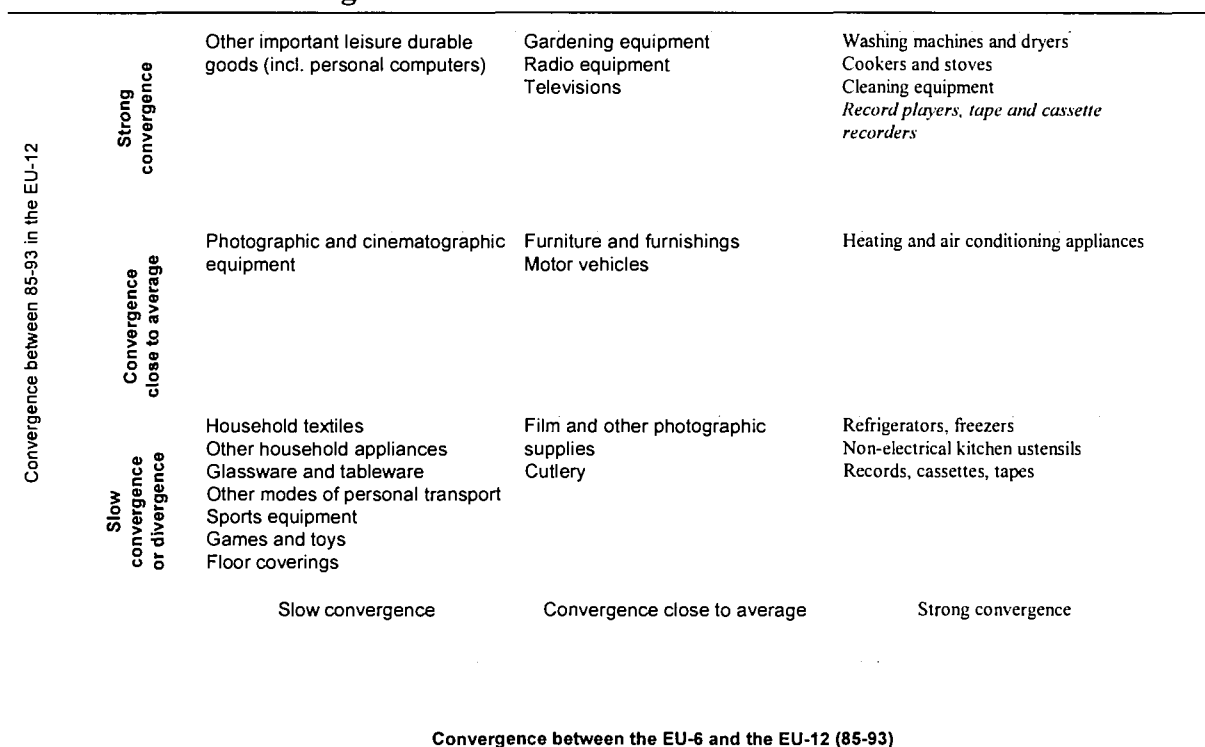 Convergence between 85-93 in the EU-12
Strong
convergence
Other important leisure durable
goods (incl. personal computers)
Gardening equipment
Radio equipment
Televisions
Washing machines and dryers
Cookers and stoves
Cleaning equipment
Record players, tape and cassette
recorders
Convergence
close to average
Photographic and cinematographic
equipment
Furniture and furnishings
Motor vehicles
Heating and air conditioning appliances
Slow
convergence
or divergence
Household textiles
Other household appliances
Glassware and tableware
Other modes of personal transport
Sports equipment
Games and toys
Floor coverings
Film and other photographic
supplies
Cutlery
Refrigerators, freezers
Non-electrical kitchen ustensils
Records, cassettes, tapes
Slow convergence
Convergence close to average
Strong convergence
Convergence between the EU-6 and the EU-12 (85-93)